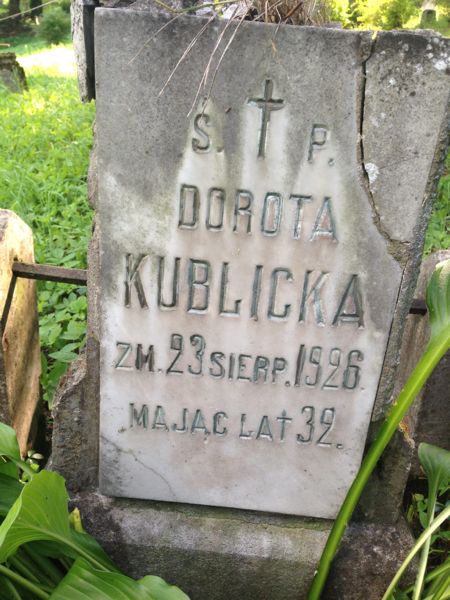 Ś. † P.
DOROTA
KUBLICKA
ZM. 23 SIERP. 1926.
MAJĄC LAT 32.